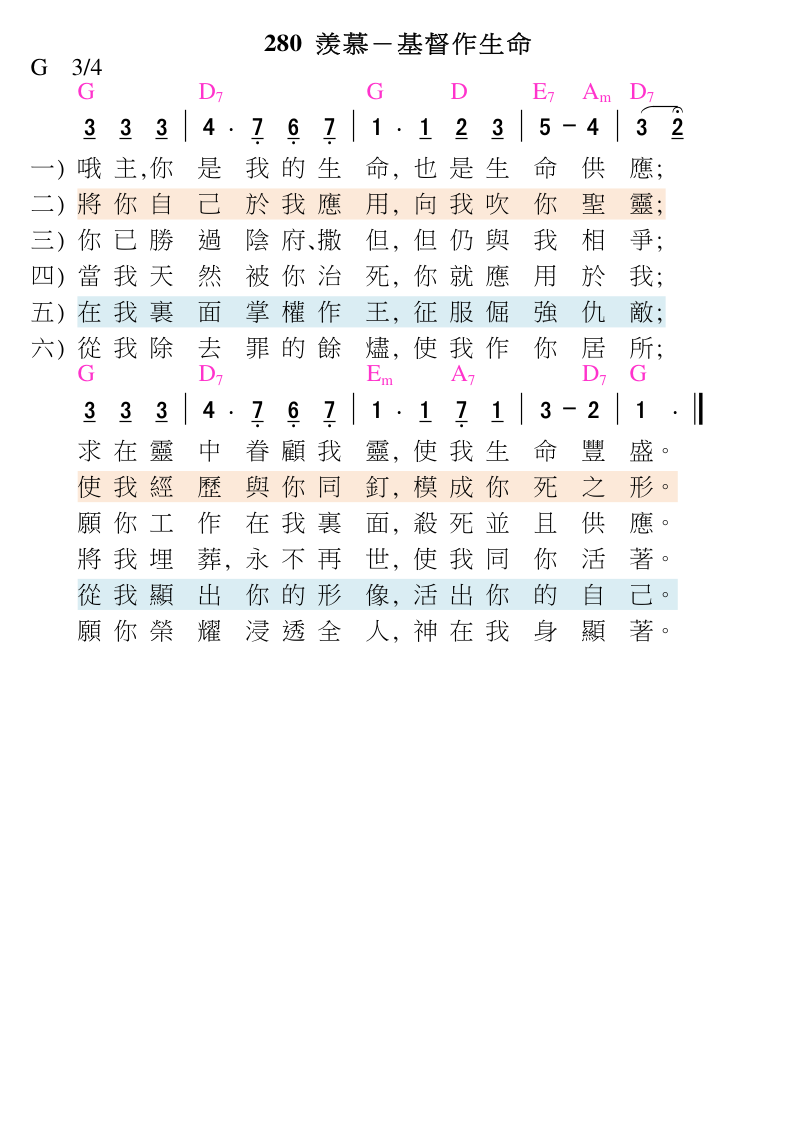 280 羨慕－基督作生命
G 3/4
G D7 G D E7 Am D7
3 3 3 | 4 · 7 6 7 | 1 · 1 2 3 | 5 − 4 | 3 2
一) 哦主,你是我的生命, 也是生命供應;
二) 將你自己於我應用, 向我吹你聖靈;
三) 你已勝過陰府、撒但, 但仍與我相爭;
四) 當我天然被你治死, 你就應用於我;
五) 在我裏面掌權作王, 征服倔強仇敵;
六) 從我除去罪的餘燼, 使我作你居所;
G D7 Em A7 D7 G
3 3 3 | 4 · 7 6 7 | 1 · 1 7 1 | 3 − 2 | 1 · ‖
求在靈中眷顧我靈, 使我生命豐盛。
使我經歷與你同釘, 模成你死之形。
願你工作在我裏面, 殺死並且供應。
將我埋葬, 永不再世, 使我同你活著。
從我顯出你的形像, 活出你的自己。
願你榮耀浸透全人, 神在我身顯著。